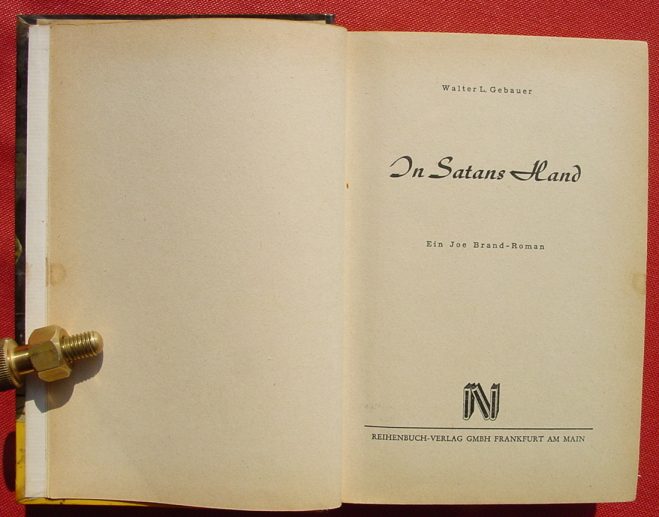 Walter L. Gebauer
In Satans Hand
Ein Joe Brand-Roman
N
REIHENBUCH-VERLAG GMBH FRANKFURT AM MAIN